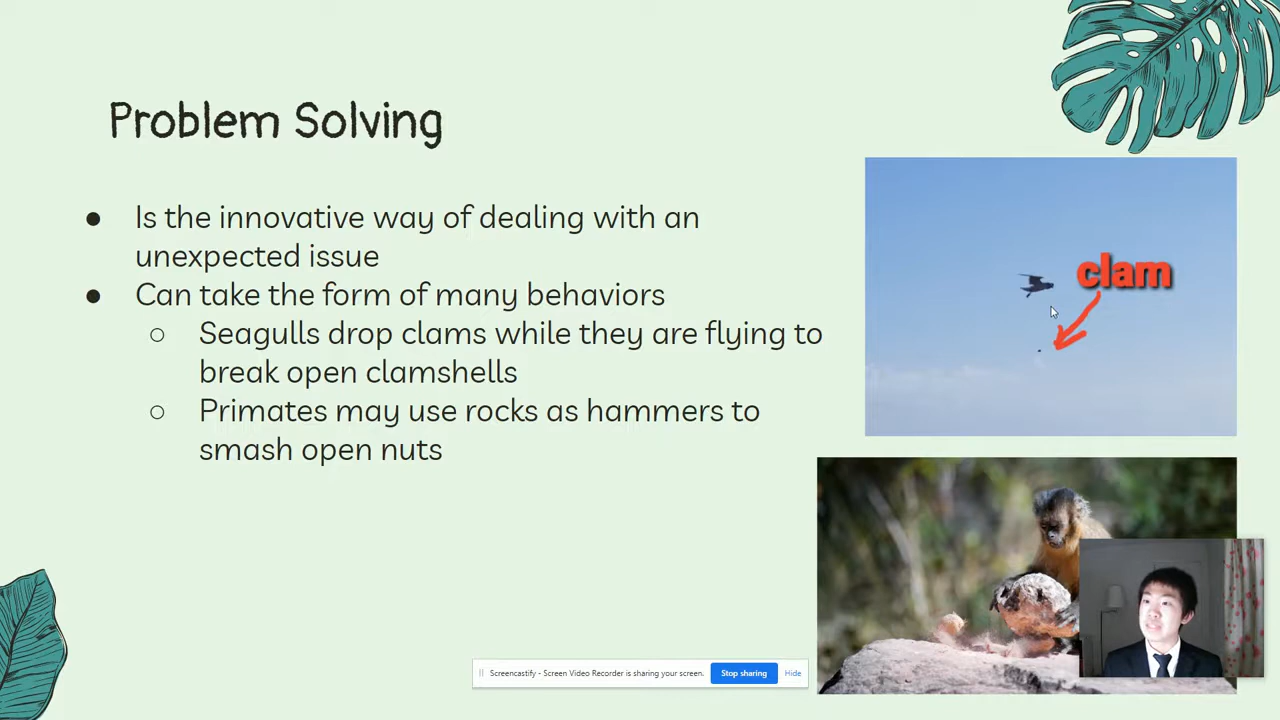 Problem Solving
● Is the innovative way of dealing with an
unexpected issue
● Can take the form of many behaviors
○ Seagulls drop clams while they are flying to
break open clamshells
○ Primates may use rocks as hammers to
smash open nuts
clam
Screencastify - Screen Video Recorder is sharing your screen. Stop sharing Hide